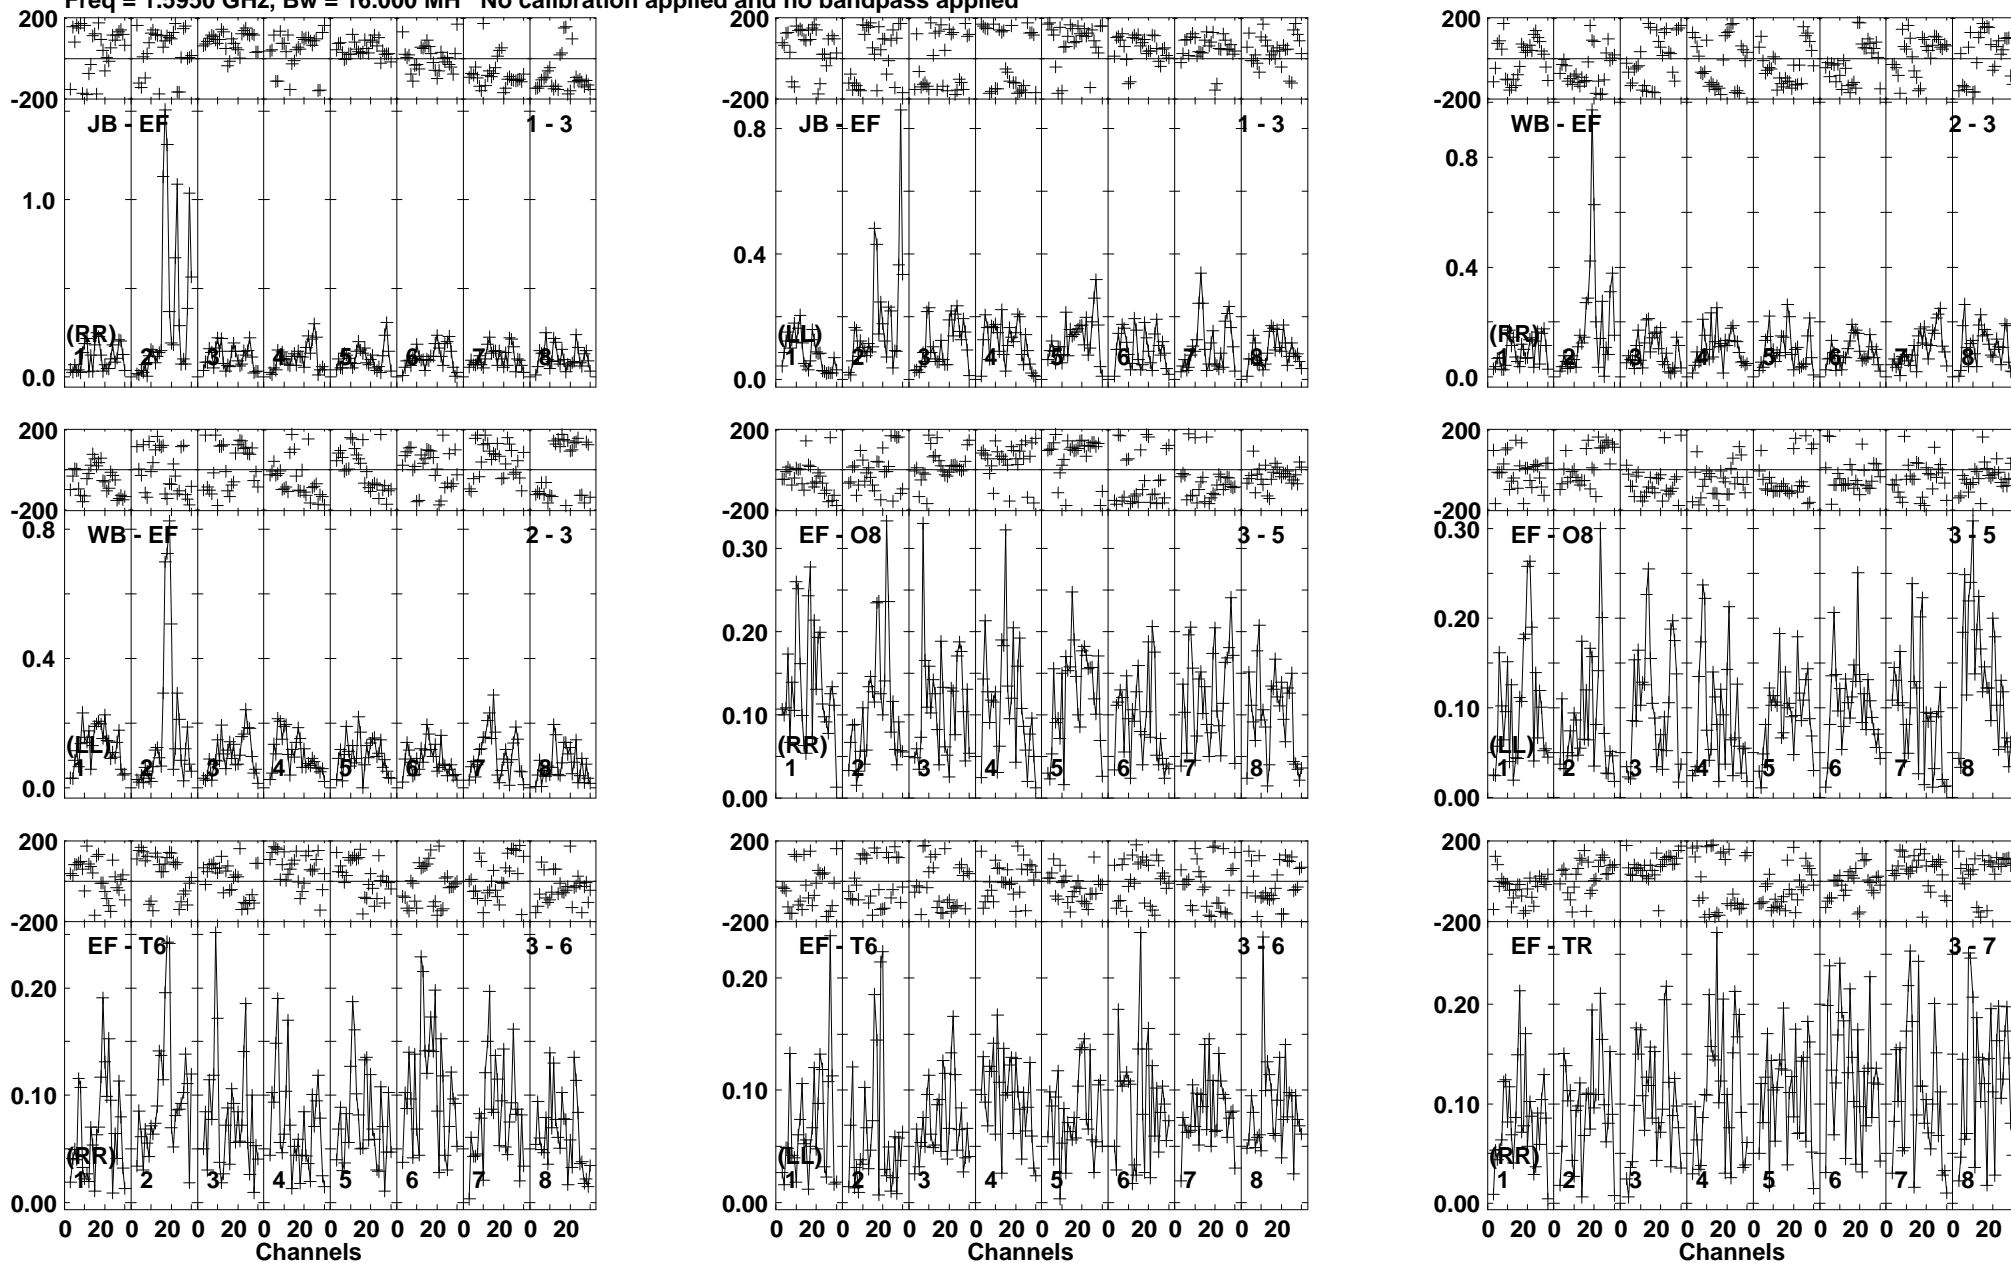 Freq = 1.5950 GHz, Bw = 16.000 MH No calibration applied and no bandpass applied
200
-200
JB - EF 1 - 3
1.0
0.0
(RR)
1 2 3 4 5 6 7 8
200
-200
JB - EF 1 - 3
0.8
0.4
0.0
(LL)
1 2 3 4 5 6 7 8
200
-200
WB - EF 2 - 3
0.8
0.4
0.0
(RR)
1 2 3 4 5 6 7 8
200
-200
WB - EF 2 - 3
0.8
0.4
0.0
(LL)
1 2 3 4 5 6 7 8
200
-200
EF - O8 3 - 5
0.30
0.20
0.10
0.00
(RR)
1 2 3 4 5 6 7 8
200
-200
EF - O8 3 - 5
0.30
0.20
0.10
0.00
(LL)
1 2 3 4 5 6 7 8
200
-200
EF - T6 3 - 6
0.20
0.10
0.00
(RR)
1 2 3 4 5 6 7 8
0 20 0 20 0 20 0 20 0 20 0 20 0 20 0 20
Channels
200
-200
EF - T6 3 - 6
0.20
0.10
0.00
(LL)
1 2 3 4 5 6 7 8
0 20 0 20 0 20 0 20 0 20 0 20 0 20 0 20
Channels
200
-200
EF - TR 3 - 7
0.20
0.10
0.00
(RR)
1 2 3 4 5 6 7 8
0 20 0 20 0 20 0 20 0 20 0 20 0 20 0 20
Channels